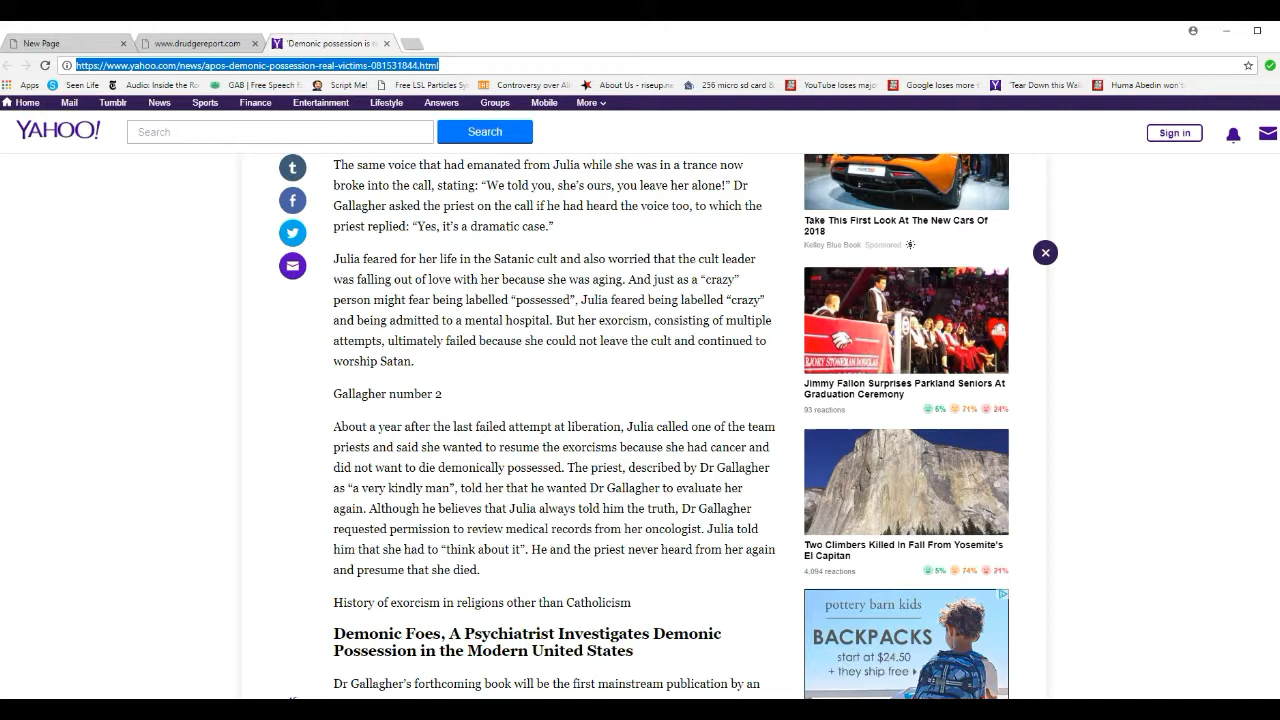 New Page
www.drudgereport.com
'Demonic possession is r
https://www.yahoo.com/news/apos-demonic-possession-real-victims-081531844.html
Apps
Seen Life
Audio: Inside the Ro
GAB | Free Speech f
Script Me!
Free LSL Particles Sy
Controversy over Al
About Us - riseup.ne
256 micro sd card &
YouTube loses majo
Google loses more t
'Tear Down this Wal
Huma Abedin won'
Home Mail Tumblr News Sports Finance Entertainment Lifestyle Answers Groups Mobile More
YAHOO!
Search
Search
Sign in
The same voice that had emanated from Julia while she was in a trance now
broke into the call, stating: “We told you, she’s ours, you leave her alone!” Dr
Gallagher asked the priest on the call if he had heard the voice too, to which the
priest replied: “Yes, it’s a dramatic case.”
Julia feared for her life in the Satanic cult and also worried that the cult leader
was falling out of love with her because she was aging. And just as a “crazy”
person might fear being labelled “possessed”, Julia feared being labelled “crazy”
and being admitted to a mental hospital. But her exorcism, consisting of multiple
attempts, ultimately failed because she could not leave the cult and continued to
worship Satan.
Gallagher number 2
About a year after the last failed attempt at liberation, Julia called one of the team
priests and said she wanted to resume the exorcisms because she had cancer and
did not want to die demonically possessed. The priest, described by Dr Gallagher
as “a very kindly man”, told her that he wanted Dr Gallagher to evaluate her
again. Although he believes that Julia always told him the truth, Dr Gallagher
requested permission to review medical records from her oncologist. Julia told
him that she had to “think about it”. He and the priest never heard from her again
and presume that she died.
History of exorcism in religions other than Catholicism
Demonic Foes, A Psychiatrist Investigates Demonic
Possession in the Modern United States
Dr Gallagher’s forthcoming book will be the first mainstream publication by an
Take This First Look At The New Cars Of
2018
Kelley Blue Book Sponsored
RJORY STONEMAN DOUGLAS
Jimmy Fallon Surprises Parkland Seniors At
Graduation Ceremony
93 reactions
5% 71% 24%
Two Climbers Killed In Fall From Yosemite's
El Capitan
4,094 reactions
5% 74% 21%
pottery barn kids
BACKPACKS
start at $24.50
+ they ship free